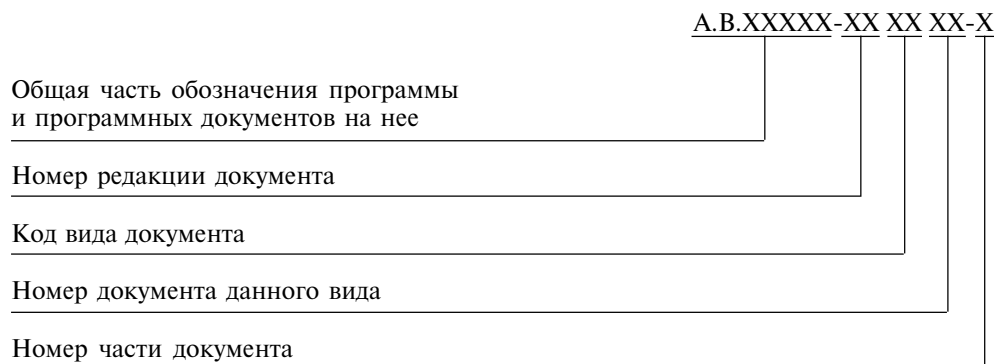 А.В.ХХХХХ-ХХ ХХ ХХ-Х
Общая часть обозначения программы
и программных документов на нее
Номер редакции документа
Код вида документа
Номер документа данного вида
Номер части документа